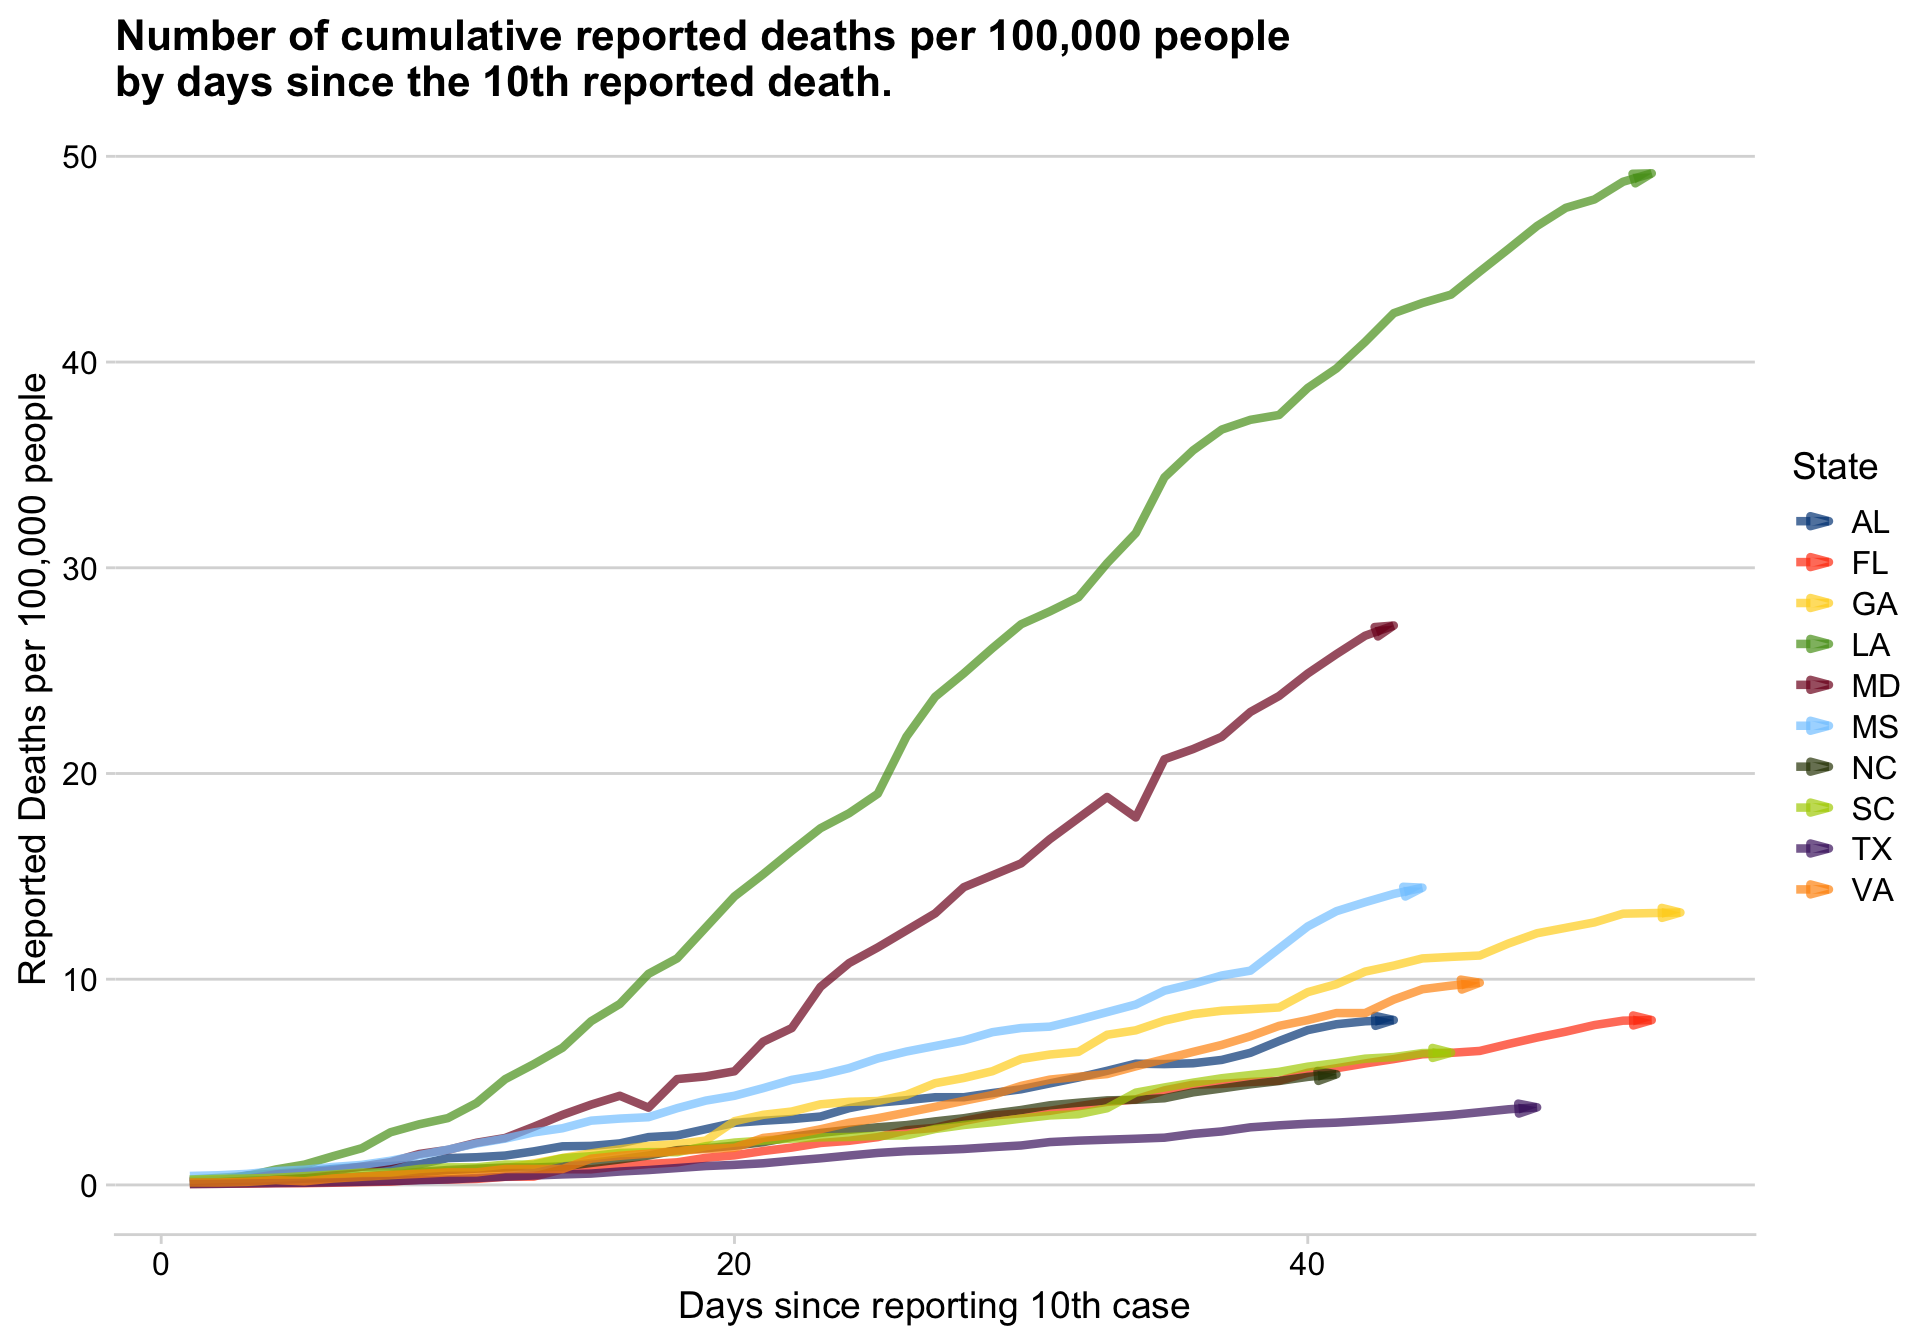 Number of cumulative reported deaths per 100,000 people
by days since the 10th reported death.
Reported Deaths per 100,000 people
50
40
30
20
10
0
0
20
40
Days since reporting 10th case
State
AL
FL
GA
LA
MD
MS
NC
SC
TX
VA